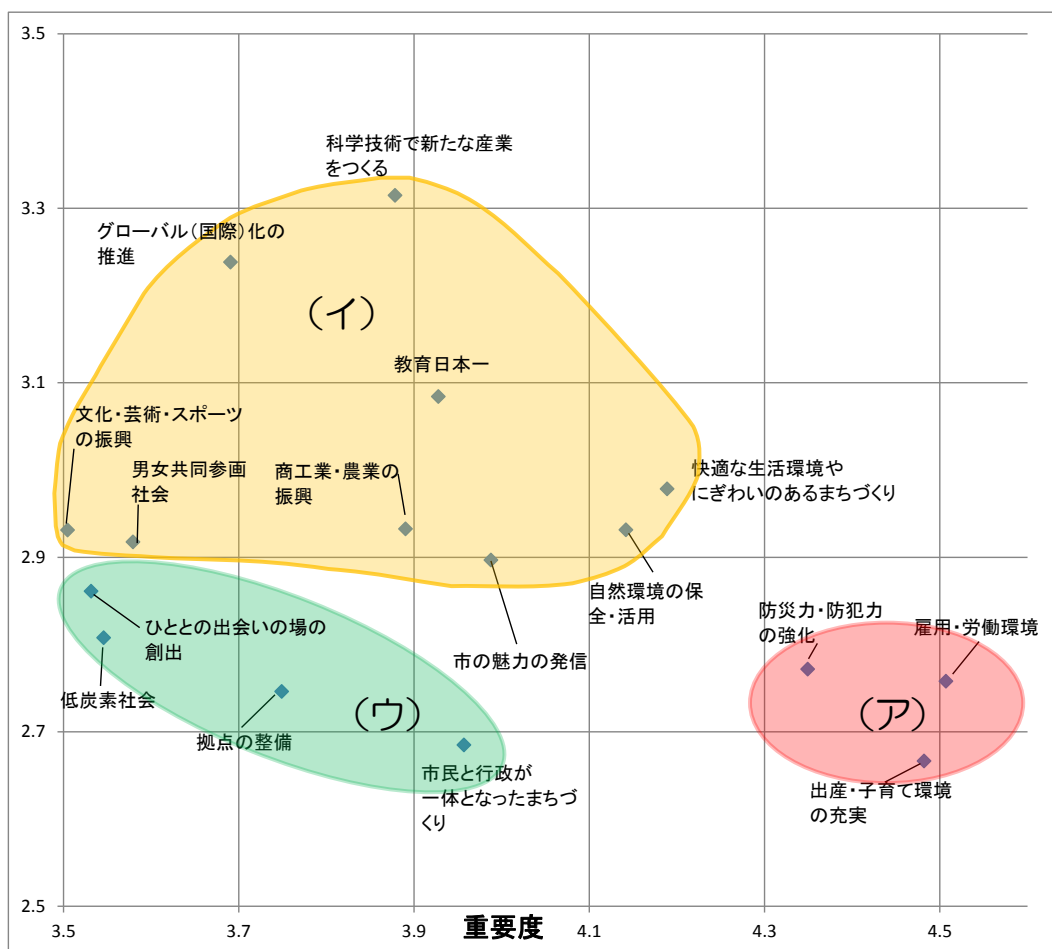 3.5
科学技術で新たな産業
をつくる
3.3
グローバル(国際)化の
推進
(イ)
3.1
教育日本一
文化・芸術・スポーツ
の振興
男女共同参画
社会
商工業・農業の
振興
快適な生活環境や
にぎわいのあるまちづくり
2.9
自然環境の保
全・活用
防災力・防犯力
の強化
雇用・労働環境
ひととの出会いの場の
創出
市の魅力の発信
低炭素社会
(ウ)
(ア)
2.7
拠点の整備
市民と行政が
一体となったまちづ
くり
出産・子育て環境
の充実
2.5
3.5
3.7
3.9
重要度
4.1
4.3
4.5